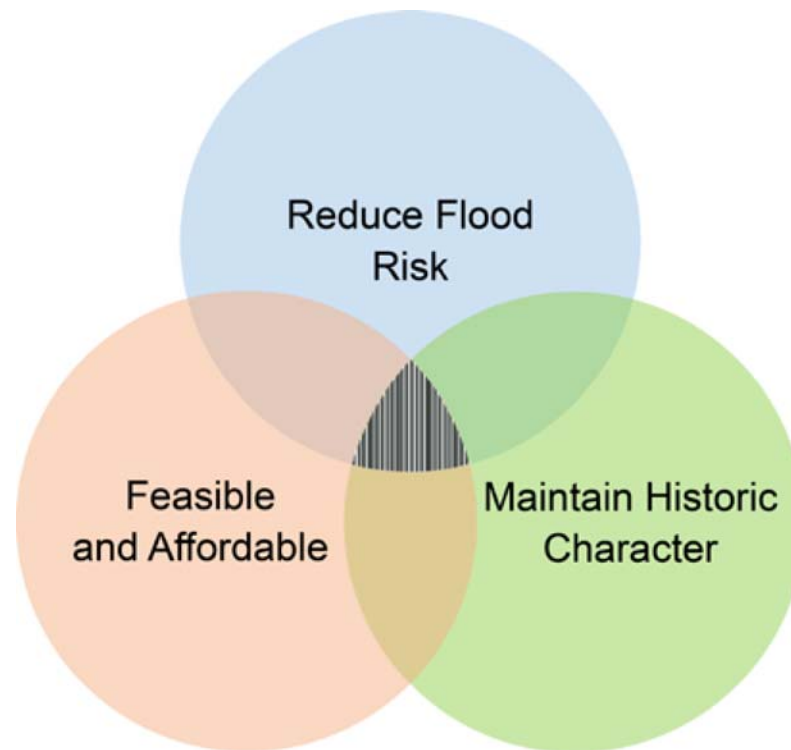 Reduce Flood
Risk
Feasible
and Affordable
Maintain Historic
Character